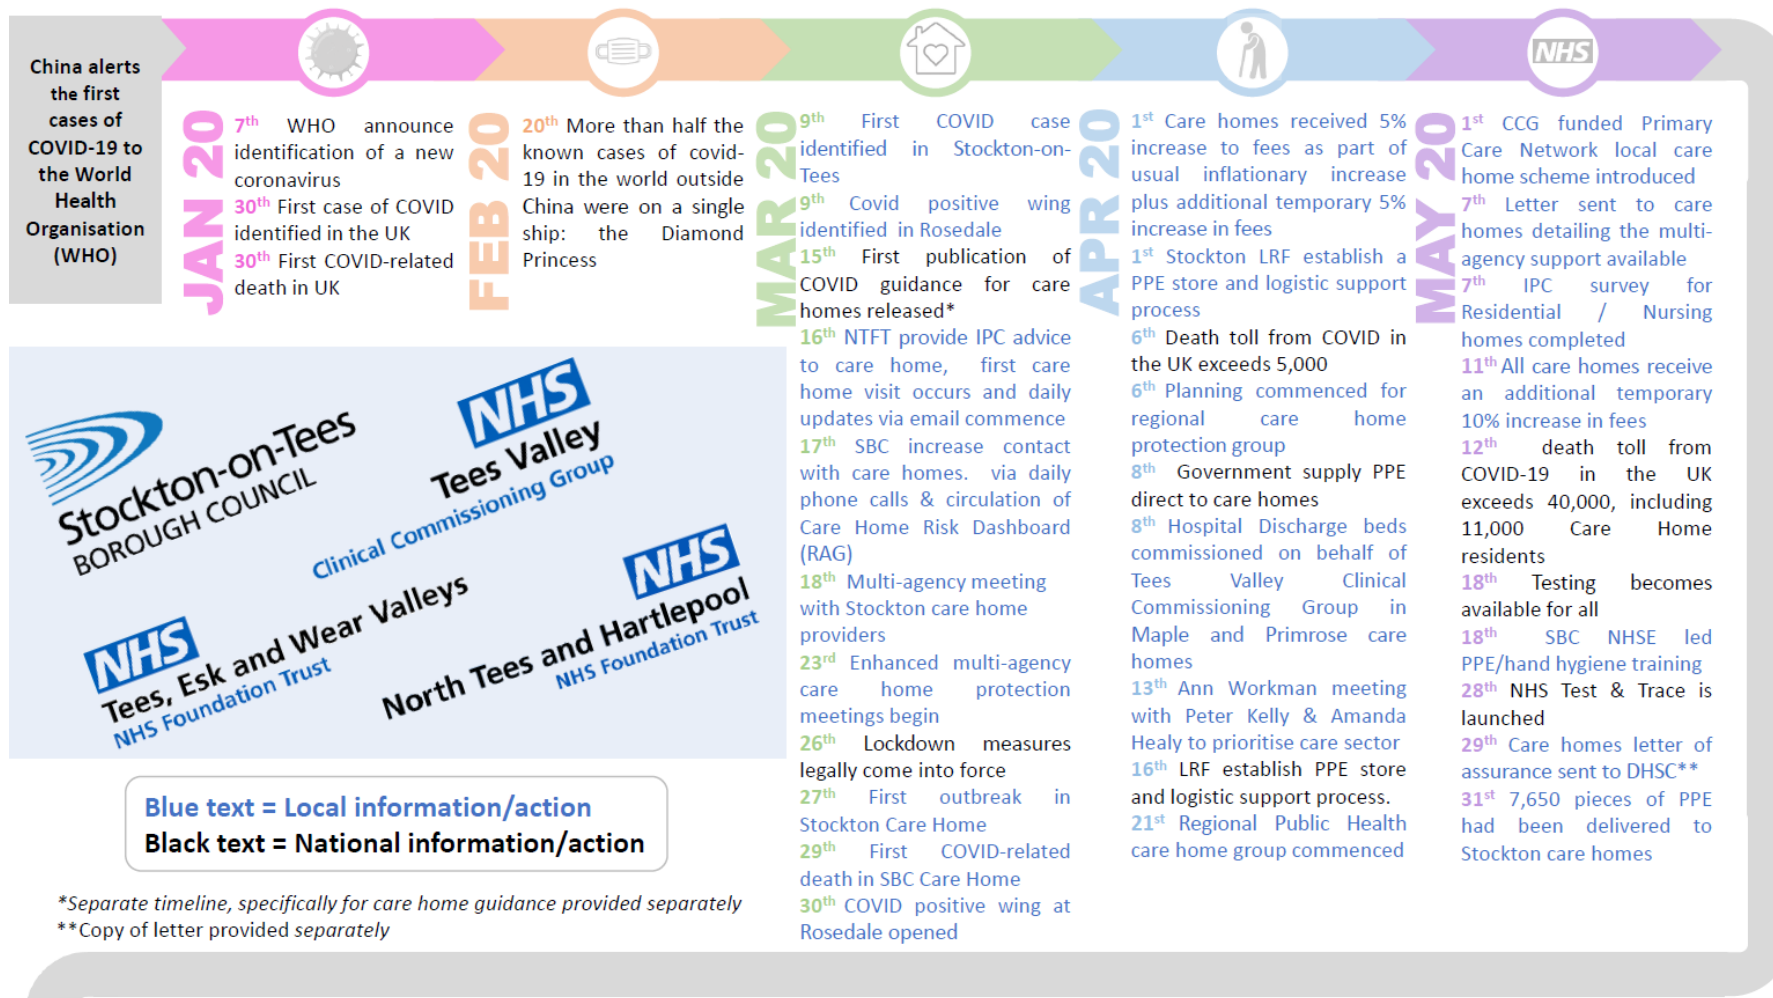 China alerts
the first
cases of
COVID-19 to
the World
Health
Organisation
(WHO)
JAN 20
7th WHO announce
identification of a new
coronavirus
30th First case of COVID
identified in the UK
30th First COVID-related
death in UK
FEB 20
20th More than half the
known cases of covid-
19 in the world outside
China were on a single
ship: the Diamond
Princess
MAR 20
9th First COVID case
identified in Stockton-on-
Tees
9th Covid positive wing
identified in Rosedale
15th First publication of
COVID guidance for care
homes released*
16th NTFT provide IPC advice
to care home, first care
home visit occurs and daily
updates via email commence
17th SBC increase contact
with care homes. via daily
phone calls & circulation of
Care Home Risk Dashboard
(RAG)
18th Multi-agency meeting
with Stockton care home
providers
23rd Enhanced multi-agency
care home protection
meetings begin
26th Lockdown measures
legally come into force
27th First outbreak in
Stockton Care Home
29th First COVID-related
death in SBC Care Home
30th COVID positive wing at
Rosedale opened
APR 20
1st Care homes received 5%
increase to fees as part of
usual inflationary increase
plus additional temporary 5%
increase in fees
1st Stockton LRF establish a
PPE store and logistic support
process
6th Death toll from COVID in
the UK exceeds 5,000
6th Planning commenced for
regional care home
protection group
8th Government supply PPE
direct to care homes
8th Hospital Discharge beds
commissioned on behalf of
Tees Valley Clinical
Commissioning Group in
Maple and Primrose care
homes
13th Ann Workman meeting
with Peter Kelly & Amanda
Healy to prioritise care sector
16th LRF establish PPE store
and logistic support process.
21st Regional Public Health
care home group commenced
NHS
MAY 20
1st CCG funded Primary
Care Network local care
home scheme introduced
7th Letter sent to care
homes detailing the multi-
agency support available
7th IPC survey for
Residential / Nursing
homes completed
11th All care homes receive
an additional temporary
10% increase in fees
12th death toll from
COVID-19 in the UK
exceeds 40,000, including
11,000 Care Home
residents
18th Testing becomes
available for all
18th SBC NHSE led
PPE/hand hygiene training
28th NHS Test & Trace is
launched
29th Care homes letter of
assurance sent to DHSC**
31st 7,650 pieces of PPE
had been delivered to
Stockton care homes
Stockton-on-Tees
BOROUGH COUNCIL
NHS
Tees Valley
Clinical Commissioning Group
NHS
Tees, Esk and Wear Valleys
NHS Foundation Trust
NHS
North Tees and Hartlepool
NHS Foundation Trust
Blue text = Local information/action
Black text = National information/action
*Separate timeline, specifically for care home guidance provided separately
**Copy of letter provided separately